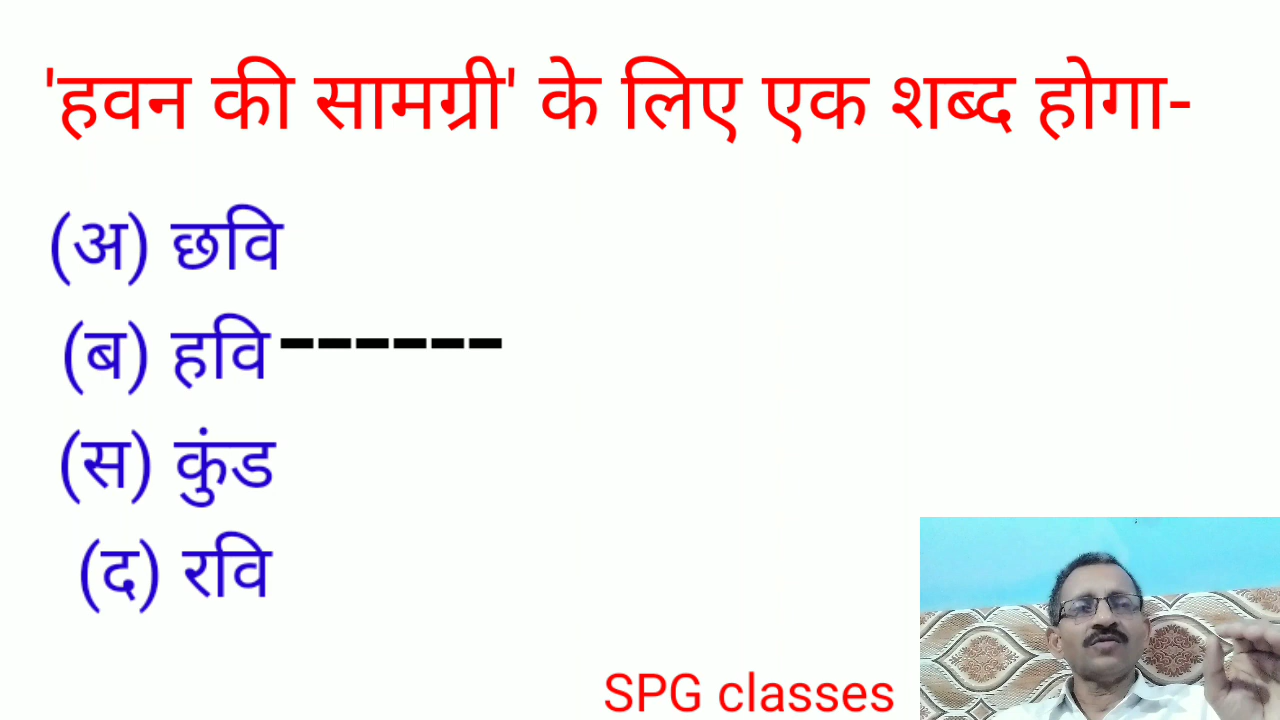 'हवन की सामग्री' के लिए एक शब्द होगा-
(अ) छवि
(ब) हवि ------
(स) कुंड
(द) रवि
SPG classes